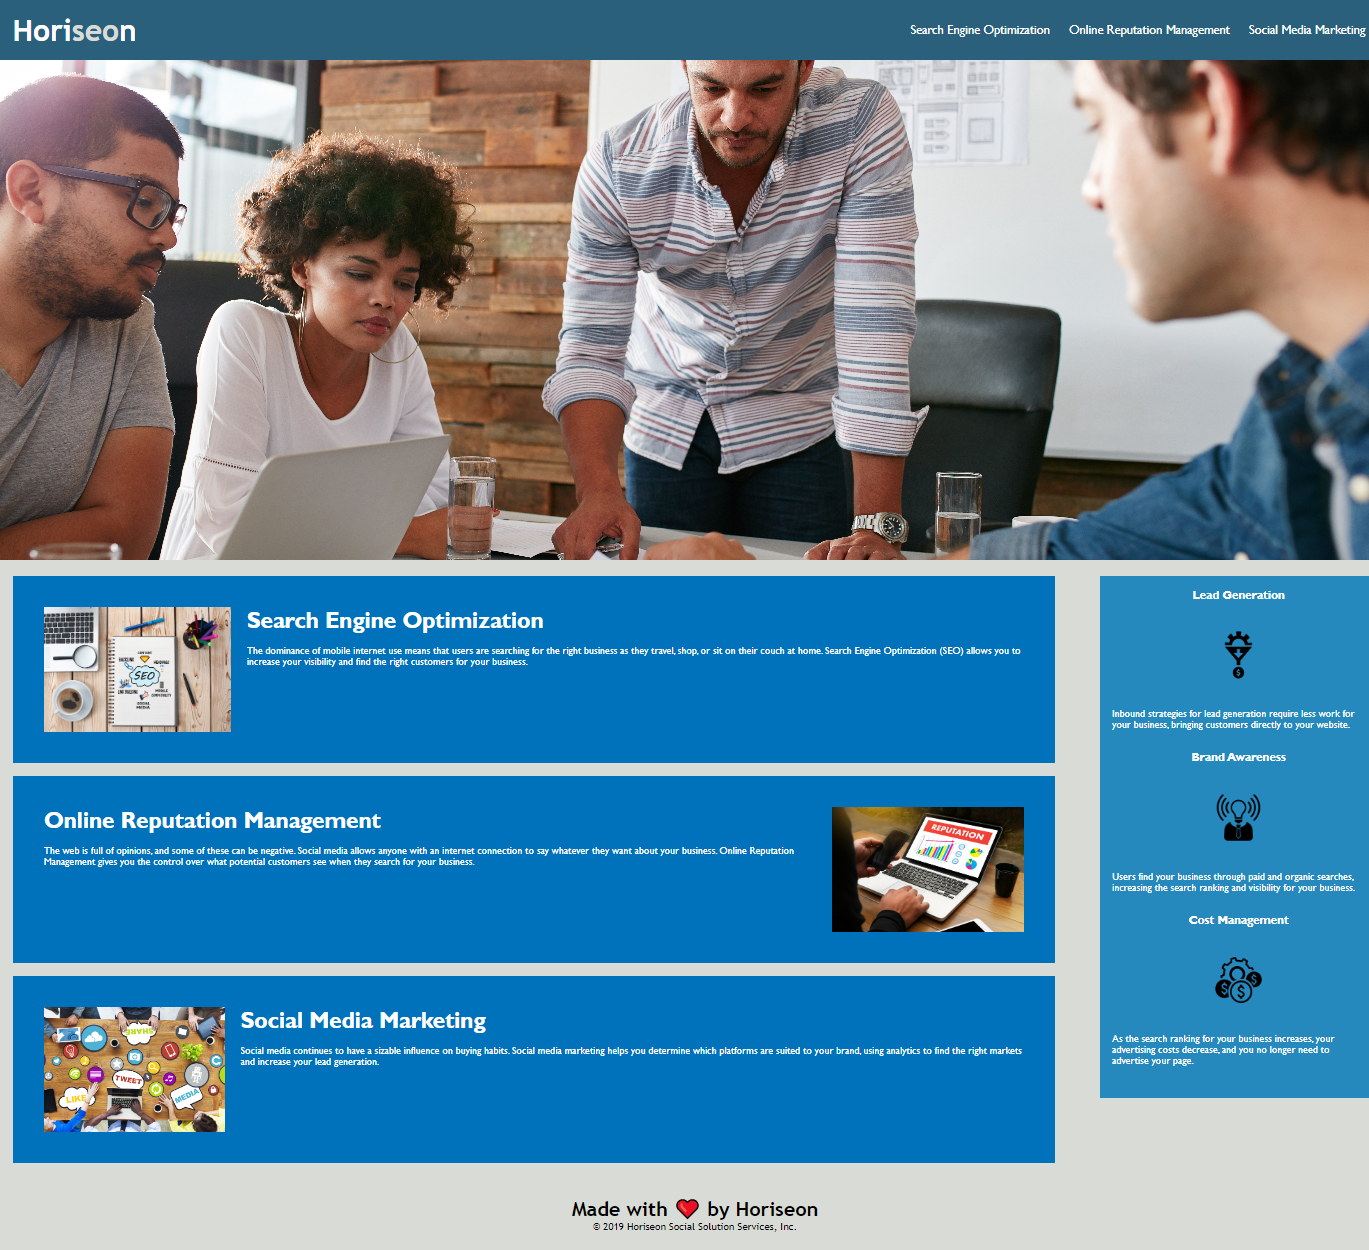 Horiseon
Search Engine Optimization
Online Reputation Management
Social Media Marketing
Search Engine Optimization
The dominance of mobile internet use means that users are searching for the right business as they travel, shop, or sit on their couch at home. Search Engine Optimization (SEO) allows you to
increase your visibility and find the right customers for your business.
SEO
Online Reputation Management
The web is full of opinions, and some of these can be negative. Social media allows anyone with an internet connection to say whatever they want about your business. Online Reputation
Management gives you the control over what potential customers see when they search for your business.
REPUTATION
Social Media Marketing
Social media continues to have a sizable influence on buying habits. Social media marketing helps you determine which platforms are suited to your brand, using analytics to find the right markets
and increase your lead generation.
SHARE
TWEET
LIKE
MEDIA
Lead Generation
Inbound strategies for lead generation require less work for
your business, bringing customers directly to your website.
Brand Awareness
Users find your business through paid and organic searches,
increasing the search ranking and visibility for your business.
Cost Management
As the search ranking for your business increases, your
advertising costs decrease, and you no longer need to
advertise your page.
Made with ❤️ by Horiseon
© 2019 Horiseon Social Solution Services, Inc.